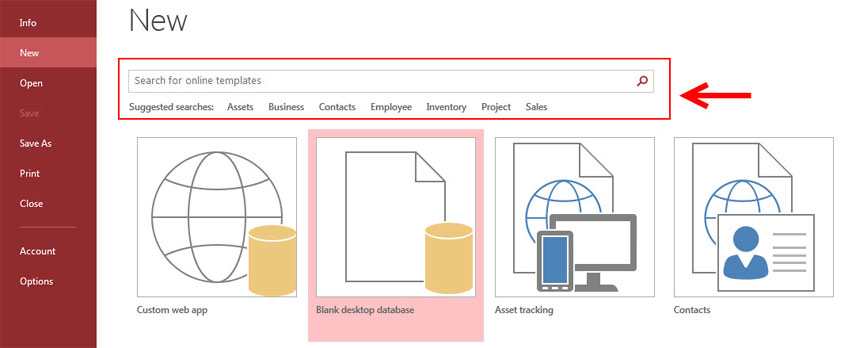 Info
New
Open
Save
Save As
Print
Close
Account
Options
New
Search for online templates
Suggested searches: Assets Business Contacts Employee Inventory Project Sales
Custom web app Blank desktop database Asset tracking Contacts